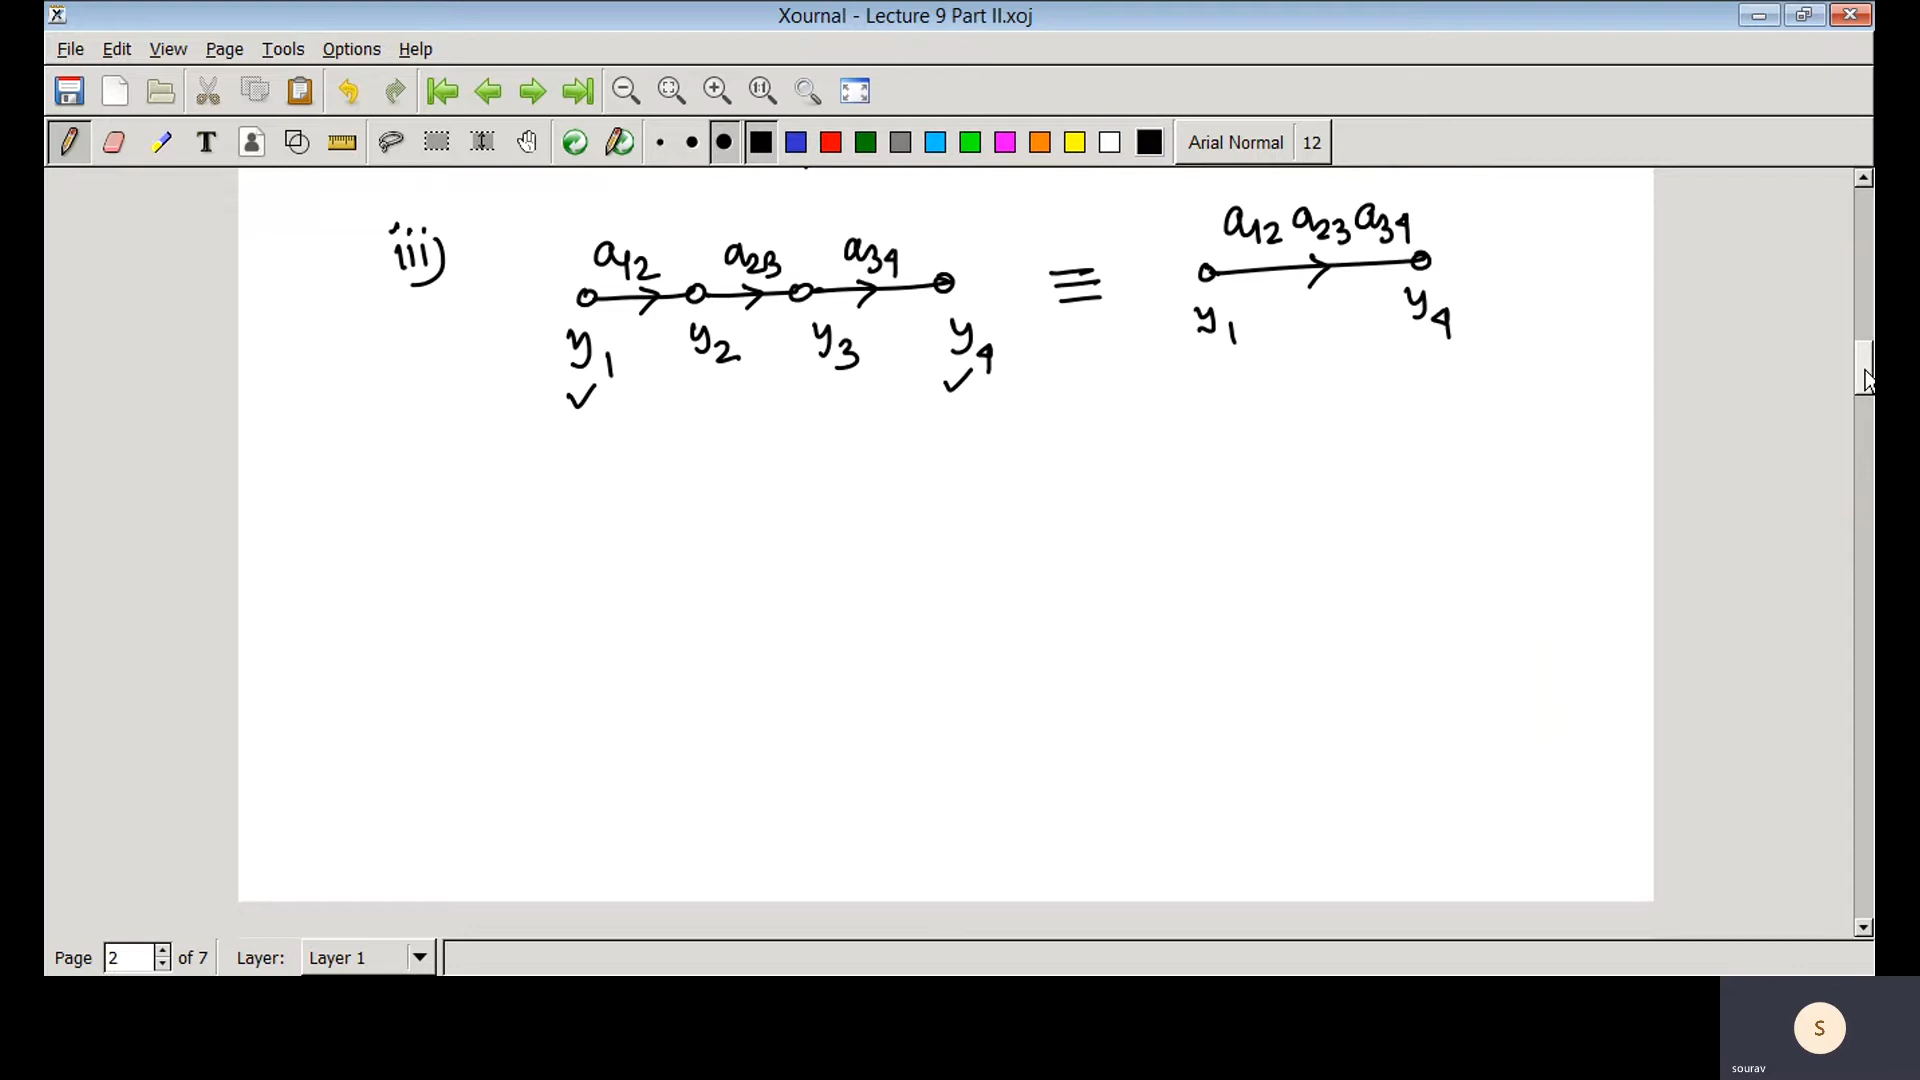 Xournal - Lecture 9 Part II.xoj
File Edit View Page Tools Options Help
Arial Normal 12
iii)
a12 a23 a34 ≡ a12 a23 a34
y1 y2 y3 y4 y1 y4
✓ ✓
Page 2 of 7 Layer: Layer 1
S
sourav